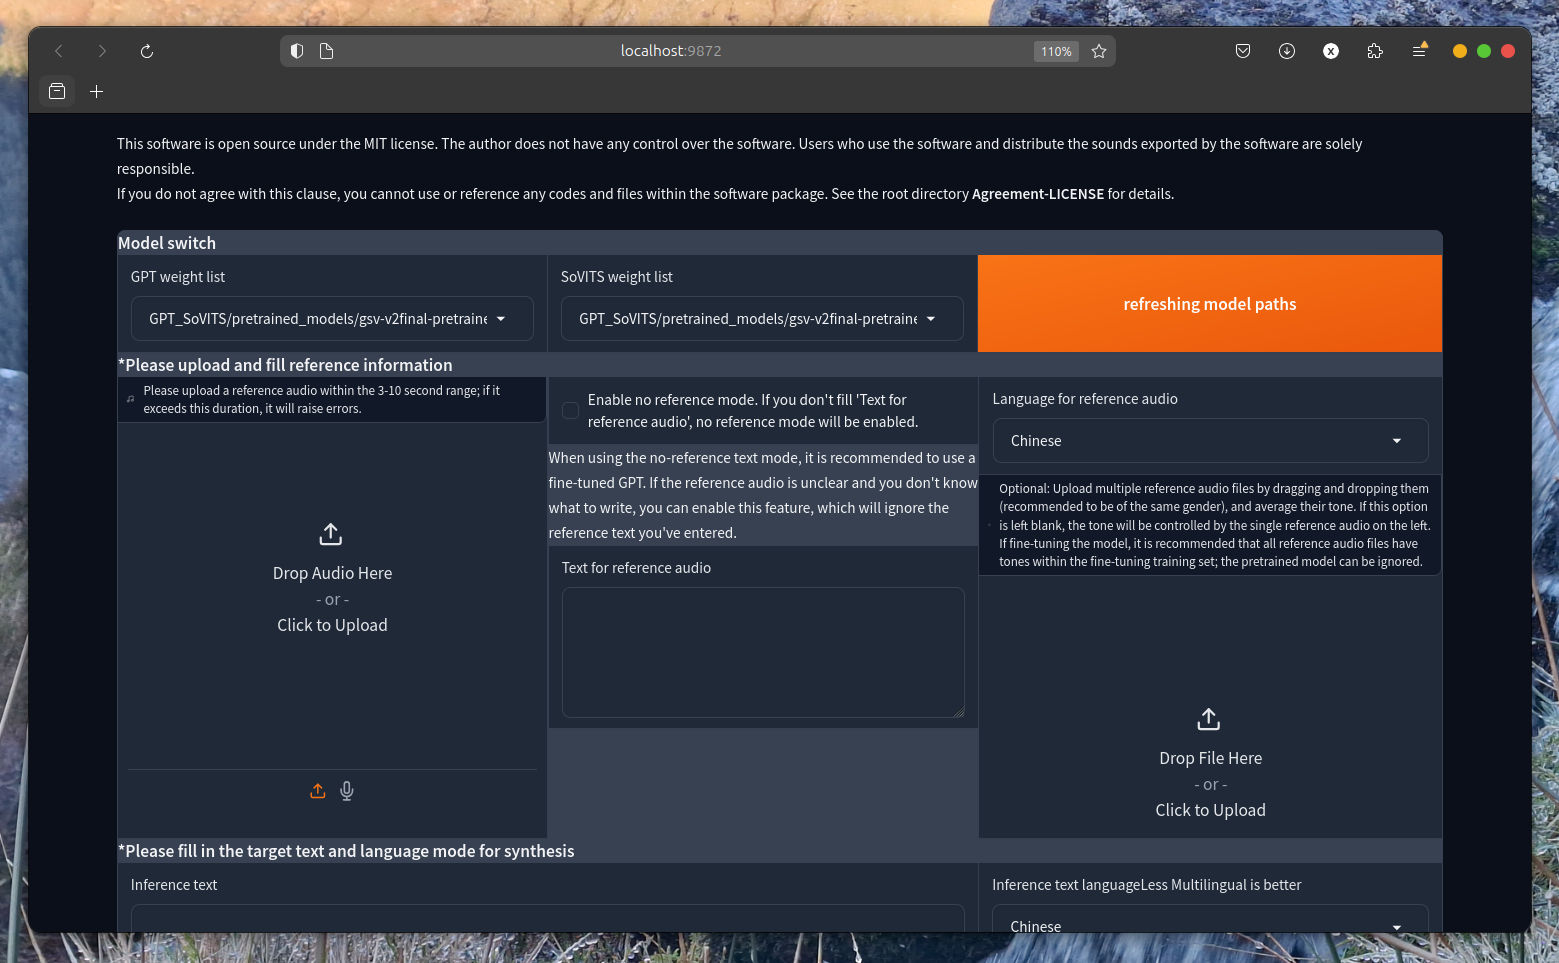 localhost:9872
110%
This software is open source under the MIT license. The author does not have any control over the software. Users who use the software and distribute the sounds exported by the software are solely
responsible.
If you do not agree with this clause, you cannot use or reference any codes and files within the software package. See the root directory Agreement-LICENSE for details.
Model switch
GPT weight list
GPT_SoVITS/pretrained_models/gsv-v2final-pretraine
SoVITS weight list
GPT_SoVITS/pretrained_models/gsv-v2final-pretraine
refreshing model paths
*Please upload and fill reference information
Please upload a reference audio within the 3-10 second range; if it
exceeds this duration, it will raise errors.
Drop Audio Here
- or -
Click to Upload
Enable no reference mode. If you don't fill 'Text for
reference audio', no reference mode will be enabled.
When using the no-reference text mode, it is recommended to use a
fine-tuned GPT. If the reference audio is unclear and you don't know
what to write, you can enable this feature, which will ignore the
reference text you've entered.
Text for reference audio
Language for reference audio
Chinese
Optional: Upload multiple reference audio files by dragging and dropping them
(recommended to be of the same gender), and average their tone. If this option
is left blank, the tone will be controlled by the single reference audio on the left.
If fine-tuning the model, it is recommended that all reference audio files have
tones within the fine-tuning training set; the pretrained model can be ignored.
Drop File Here
- or -
Click to Upload
*Please fill in the target text and language mode for synthesis
Inference text
Inference text languageLess Multilingual is better
Chinese